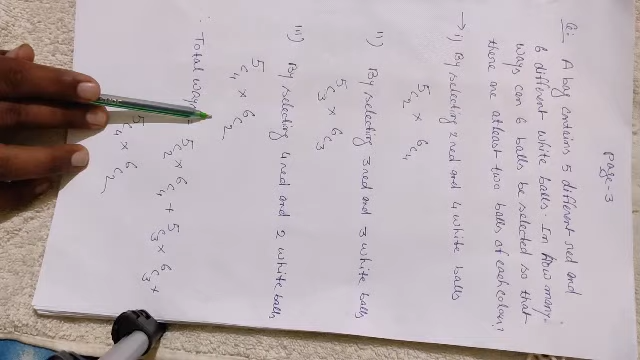 Page-3
Q:- A bag contains 5 different red and
6 different white balls. In how many
ways can 6 balls be selected so that
there are atleast two balls of each colour?
→ i) By selecting 2 red and 4 white balls
⁵C₂ × ⁶C₄
ii) By selecting 3 red and 3 white balls
⁵C₃ × ⁶C₃
iii) By selecting 4 red and 2 white balls
⁵C₄ × ⁶C₂
∴ Total ways
⁵C₂ × ⁶C₄ + ⁵C₃ × ⁶C₃ +
⁵C₄ × ⁶C₂